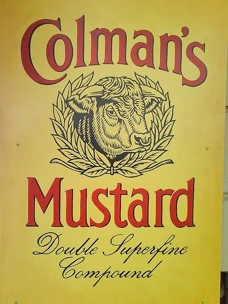 Colman's
Mustard
Double Superfine
Compound